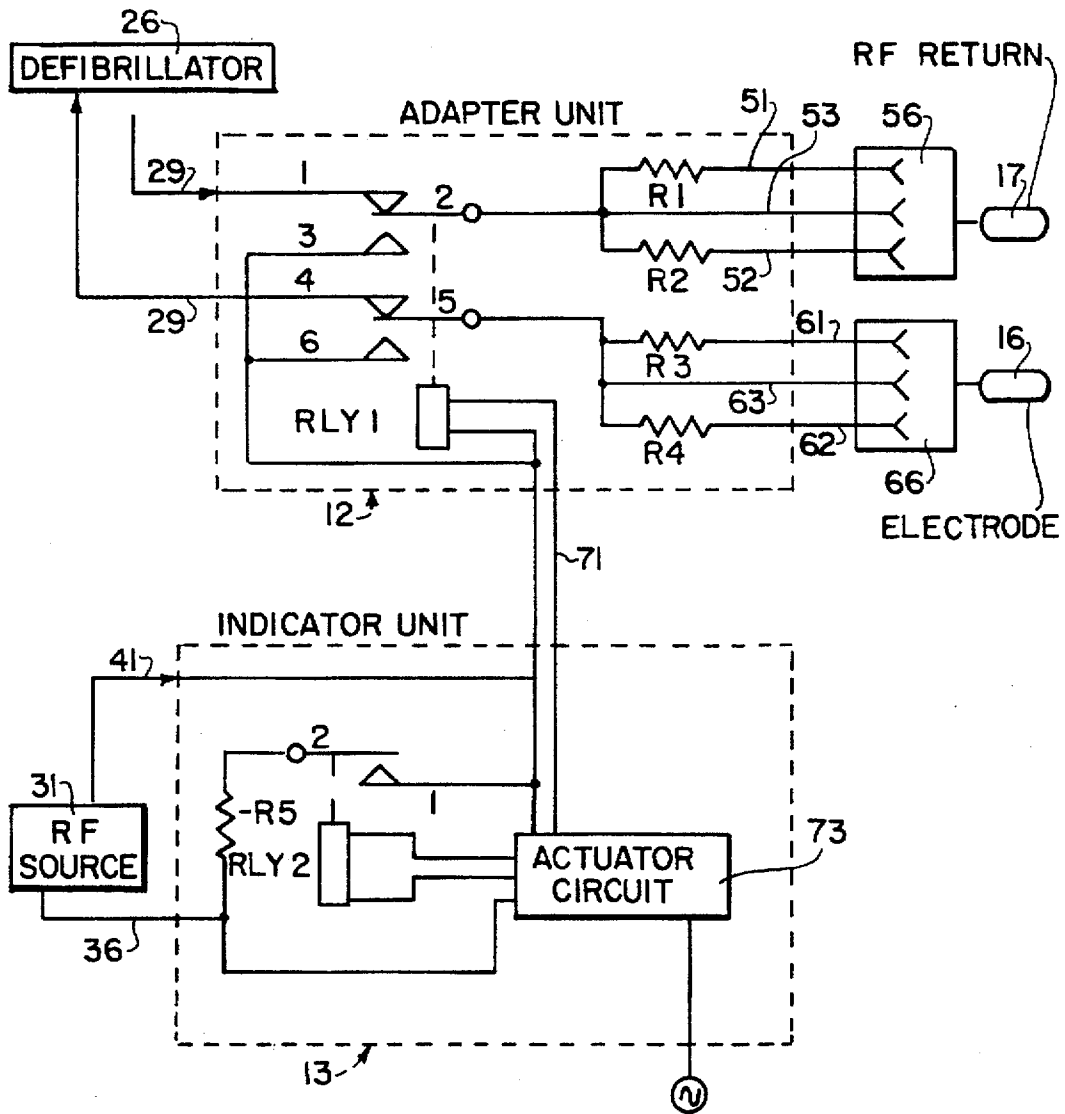 26
DEFIBRILLATOR
RF RETURN
ADAPTER UNIT
51
53
56
29
1
2
R1
17
3
R2
52
29
4
5
61
16
6
R3
63
RLY 1
R4
62
66
12
ELECTRODE
71
INDICATOR UNIT
41
2
31
RF
SOURCE
-R5
1
RLY 2
ACTUATOR
CIRCUIT
73
36
13